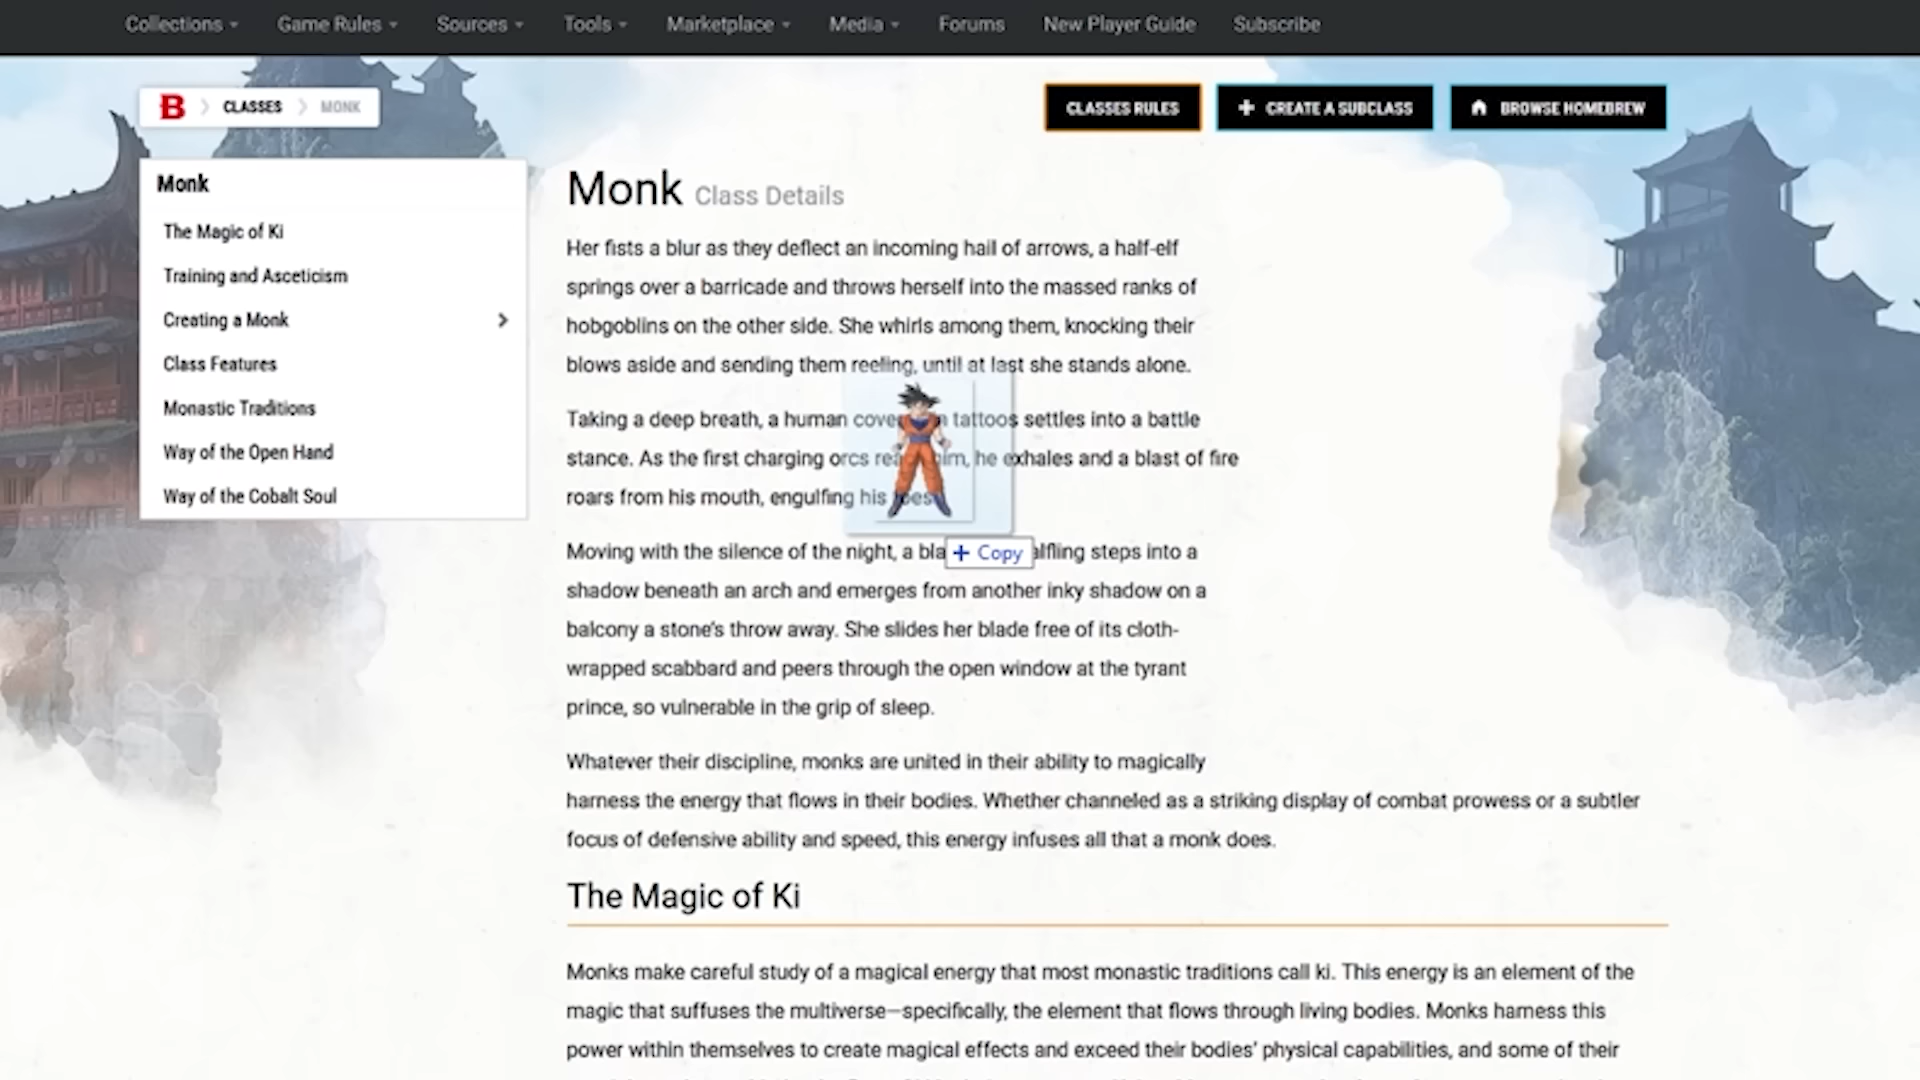 Collections Game Rules Sources Tools Marketplace Media Forums New Player Guide Subscribe
B CLASSES MONK
CLASSES RULES + CREATE A SUBCLASS BROWSE HOMEBREW
Monk
The Magic of Ki
Training and Asceticism
Creating a Monk
Class Features
Monastic Traditions
Way of the Open Hand
Way of the Cobalt Soul
Monk Class Details
Her fists a blur as they deflect an incoming hail of arrows, a half-elf
springs over a barricade and throws herself into the massed ranks of
hobgoblins on the other side. She whirls among them, knocking their
blows aside and sending them reeling, until at last she stands alone.
Taking a deep breath, a human tattoos settles into a battle
stance. As the first charging orcs he exhales and a blast of fire
roars from his mouth, engulfing his
Moving with the silence of the night, a steps into a
+ Copy
shadow beneath an arch and emerges from another inky shadow on a
balcony a stone's throw away. She slides her blade free of its cloth-
wrapped scabbard and peers through the open window at the tyrant
prince, so vulnerable in the grip of sleep.
Whatever their discipline, monks are united in their ability to magically
harness the energy that flows in their bodies. Whether channeled as a striking display of combat prowess or a subtler
focus of defensive ability and speed, this energy infuses all that a monk does.
The Magic of Ki
Monks make careful study of a magical energy that most monastic traditions call ki. This energy is an element of the
magic that suffuses the multiverse—specifically, the element that flows through living bodies. Monks harness this
power within themselves to create magical effects and exceed their bodies' physical capabilities, and some of their